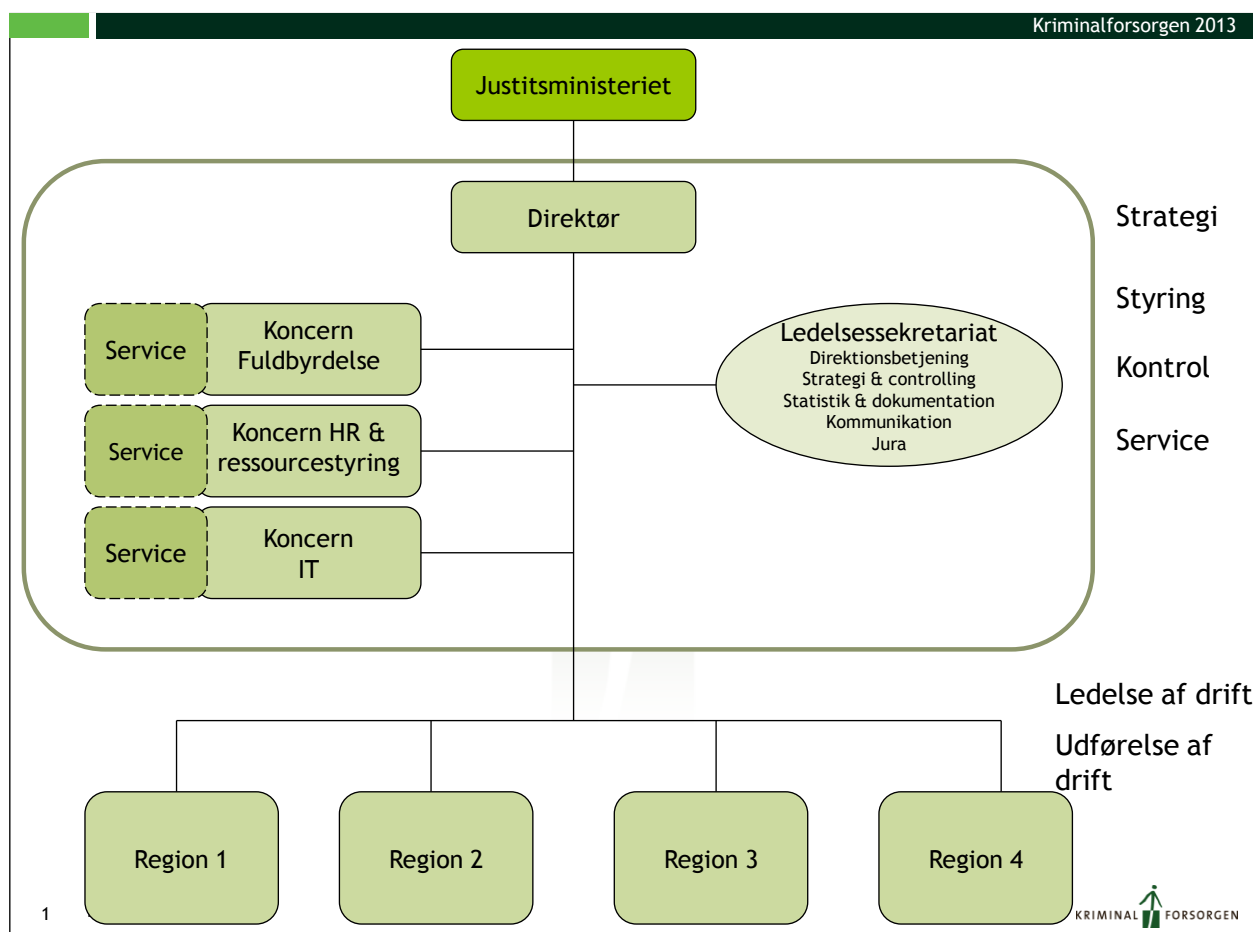 Kriminalforsorgen 2013
Justitsministeriet
Direktør
Strategi
Styring
Kontrol
Service
Service
Koncern
Fuldbyrdelse
Ledelsessekretariat
Direktionsbetjening
Strategi & controlling
Statistik & dokumentation
Kommunikation
Jura
Service
Koncern HR &
ressourcestyring
Service
Koncern
IT
Ledelse af drift
Udførelse af
drift
Region 1
Region 2
Region 3
Region 4
1
KRIMINAL FORSORGEN